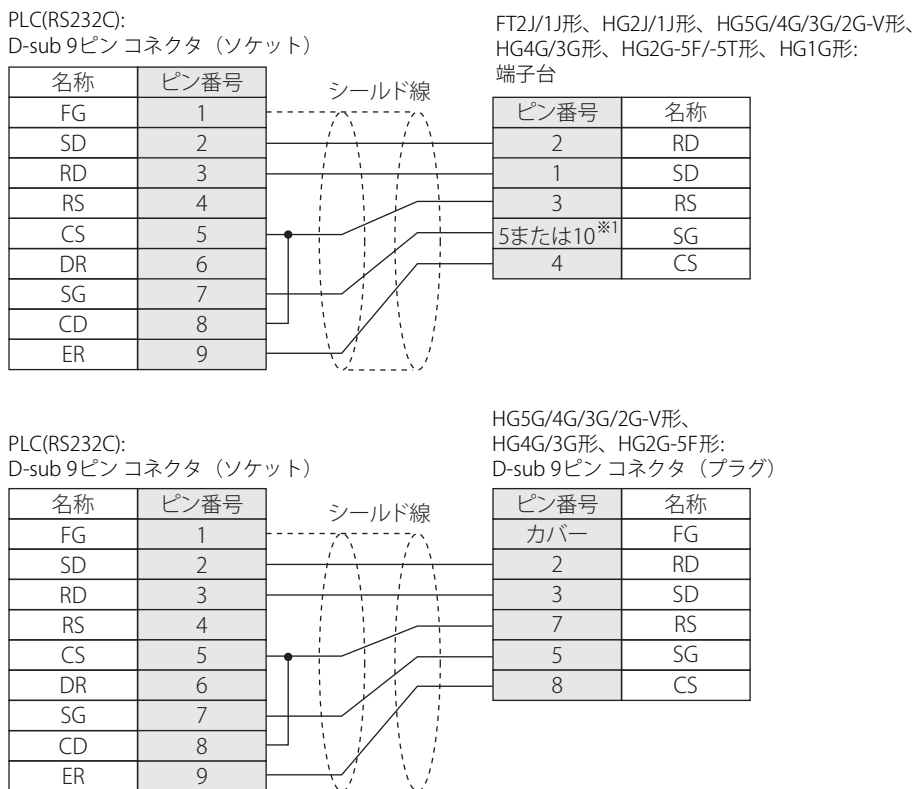 PLC(RS232C):
D-sub 9ピン コネクタ（ソケット）
名称 ピン番号
FG 1
SD 2
RD 3
RS 4
CS 5
DR 6
SG 7
CD 8
ER 9
シールド線
FT2J/1J形、HG2J/1J形、HG5G/4G/3G/2G-V形、
HG4G/3G形、HG2G-5F/-5T形、HG1G形:
端子台
ピン番号 名称
2 RD
1 SD
3 RS
5または10※1 SG
4 CS
PLC(RS232C):
D-sub 9ピン コネクタ（ソケット）
名称 ピン番号
FG 1
SD 2
RD 3
RS 4
CS 5
DR 6
SG 7
CD 8
ER 9
シールド線
HG5G/4G/3G/2G-V形、
HG4G/3G形、HG2G-5F形:
D-sub 9ピン コネクタ（プラグ）
ピン番号 名称
カバー FG
2 RD
3 SD
7 RS
5 SG
8 CS